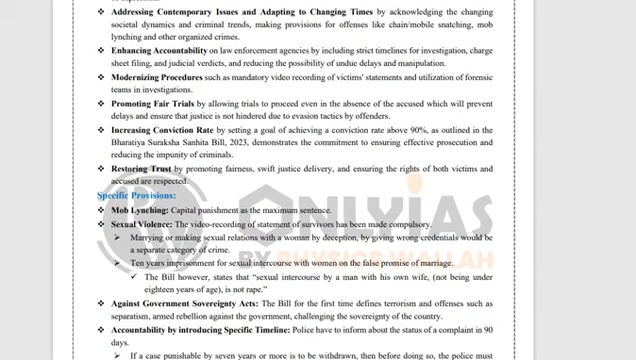 ❖ Addressing Contemporary Issues and Adapting to Changing Times by acknowledging the changing
societal dynamics and criminal trends, making provisions for offenses like chain/mobile snatching, mob
lynching and other organized crimes.
❖ Enhancing Accountability on law enforcement agencies by including strict timelines for investigation, charge
sheet filing, and judicial verdicts, and reducing the possibility of undue delays and manipulation.
❖ Modernizing Procedures such as mandatory video recording of victims' statements and utilization of forensic
teams in investigations.
❖ Promoting Fair Trials by allowing trials to proceed even in the absence of the accused which will prevent
delays and ensure that justice is not hindered due to evasion tactics by offenders.
❖ Increasing Conviction Rate by setting a goal of achieving a conviction rate above 90%, as outlined in the
Bharatiya Suraksha Sanhita Bill, 2023, demonstrates the commitment to ensuring effective prosecution and
reducing the impunity of criminals.
❖ Restoring Trust by promoting fairness, swift justice delivery, and ensuring the rights of both victims and
accused are respected.
Specific Provisions:
❖ Mob Lynching: Capital punishment as the maximum sentence.
❖ Sexual Violence: The video-recording of statement of survivors has been made compulsory.
➢ Marrying or making sexual relations with a woman by deception, by giving wrong credentials would be
a separate category of crime.
➢ Ten years imprisonment for sexual intercourse with women on the false promise of marriage.
✓ The Bill however, states that “sexual intercourse by a man with his own wife, (not being under
eighteen years of age), is not rape.”
❖ Against Government Sovereignty Acts: The Bill for the first time defines terrorism and offenses such as
separatism, armed rebellion against the government, challenging the sovereignty of the country.
❖ Accountability by introducing Specific Timeline: Police have to inform about the status of a complaint in 90
days.
➢ If a case punishable by seven years or more is to be withdrawn, then before doing so, the police must
ONLYIAS
BY PHYSICS WALLAH